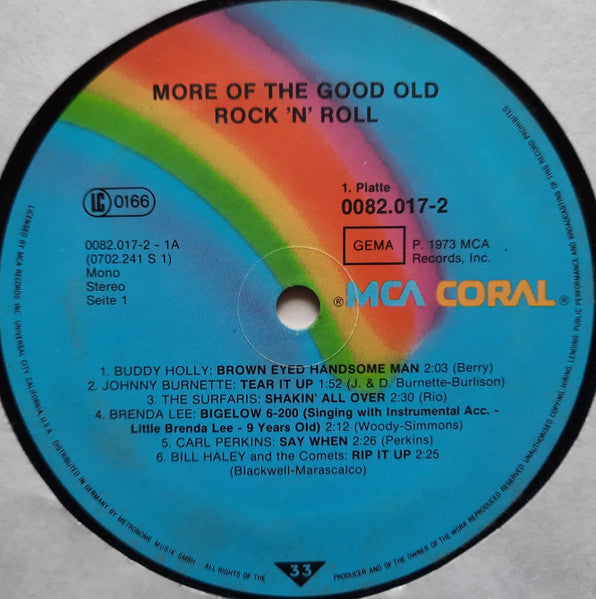 MORE OF THE GOOD OLD
ROCK 'N' ROLL
LC 0166
1. Platte
0082.017-2
0082.017-2 - 1A
(0702.241 S 1)
Mono
Stereo
Seite 1
GEMA
P. 1973 MCA
Records, Inc.
® MCA CORAL ®
1. BUDDY HOLLY: BROWN EYED HANDSOME MAN 2:03 (Berry)
2. JOHNNY BURNETTE: TEAR IT UP 1:52 (J. & D. Burnette-Burlison)
3. THE SURFARIS: SHAKIN' ALL OVER 2:30 (Rio)
4. BRENDA LEE: BIGELOW 6-200 (Singing with Instrumental Acc. -
Little Brenda Lee - 9 Years Old) 2:12 (Woody-Simmons)
5. CARL PERKINS: SAY WHEN 2:26 (Perkins)
6. BILL HALEY and the Comets: RIP IT UP 2:25
(Blackwell-Marascalco)
33
LICENSED BY MCA RECORDS INC. UNIVERSAL CITY, CALIFORNIA, U.S.A.
DISTRIBUTED IN GERMANY BY METRONOME MUSIK GMBH · ALL RIGHTS OF THE PRODUCER AND OF THE OWNER OF THE WORK REPRODUCED RESERVED UNAUTHORISED COPYING HIRING LENDING PUBLIC PERFORMANCE AND BROADCASTING OF THIS RECORD PROHIBITED